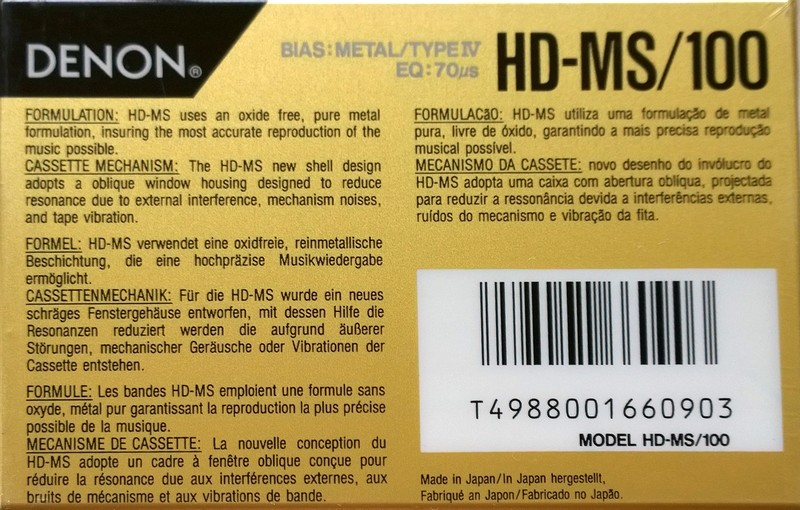 DENON®
BIAS:METAL/TYPE IV
EQ:70µs
HD-MS/100
FORMULATION: HD-MS uses an oxide free, pure metal
formulation, insuring the most accurate reproduction of the
music possible.
CASSETTE MECHANISM: The HD-MS new shell design
adopts a oblique window housing designed to reduce
resonance due to external interference, mechanism noises,
and tape vibration.
FORMEL: HD-MS verwendet eine oxidfreie, reinmetallische
Beschichtung, die eine hochpräzise Musikwiedergabe
ermöglicht.
CASSETTENMECHANIK: Für die HD-MS wurde ein neues
schräges Fenstergehäuse entworfen, mit dessen Hilfe die
Resonanzen reduziert werden die aufgrund äußerer
Störungen, mechanischer Geräusche oder Vibrationen der
Cassette entstehen.
FORMULE: Les bandes HD-MS emploient une formule sans
oxyde, métal pur garantissant la reproduction la plus précise
possible de la musique.
MECANISME DE CASSETTE: La nouvelle conception du
HD-MS adopte un cadre à fenêtre oblique conçue pour
réduire la résonance due aux interférences externes, aux
bruits de mécanisme et aux vibrations de bande.
FORMULACãO: HD-MS utiliza uma formulação de metal
pura, livre de óxido, garantindo a mais precisa reprodução
musical possível.
MECANISMO DA CASSETE: novo desenho do invólucro do
HD-MS adopta uma caixa com abertura oblíqua, projectada
para reduzir a ressonância devida a interferências externas,
ruídos do mecanismo e vibração da fita.
T4988001660903
MODEL HD-MS/100
Made in Japan/In Japan hergestellt,
Fabriqué an Japon/Fabricado no Japão.